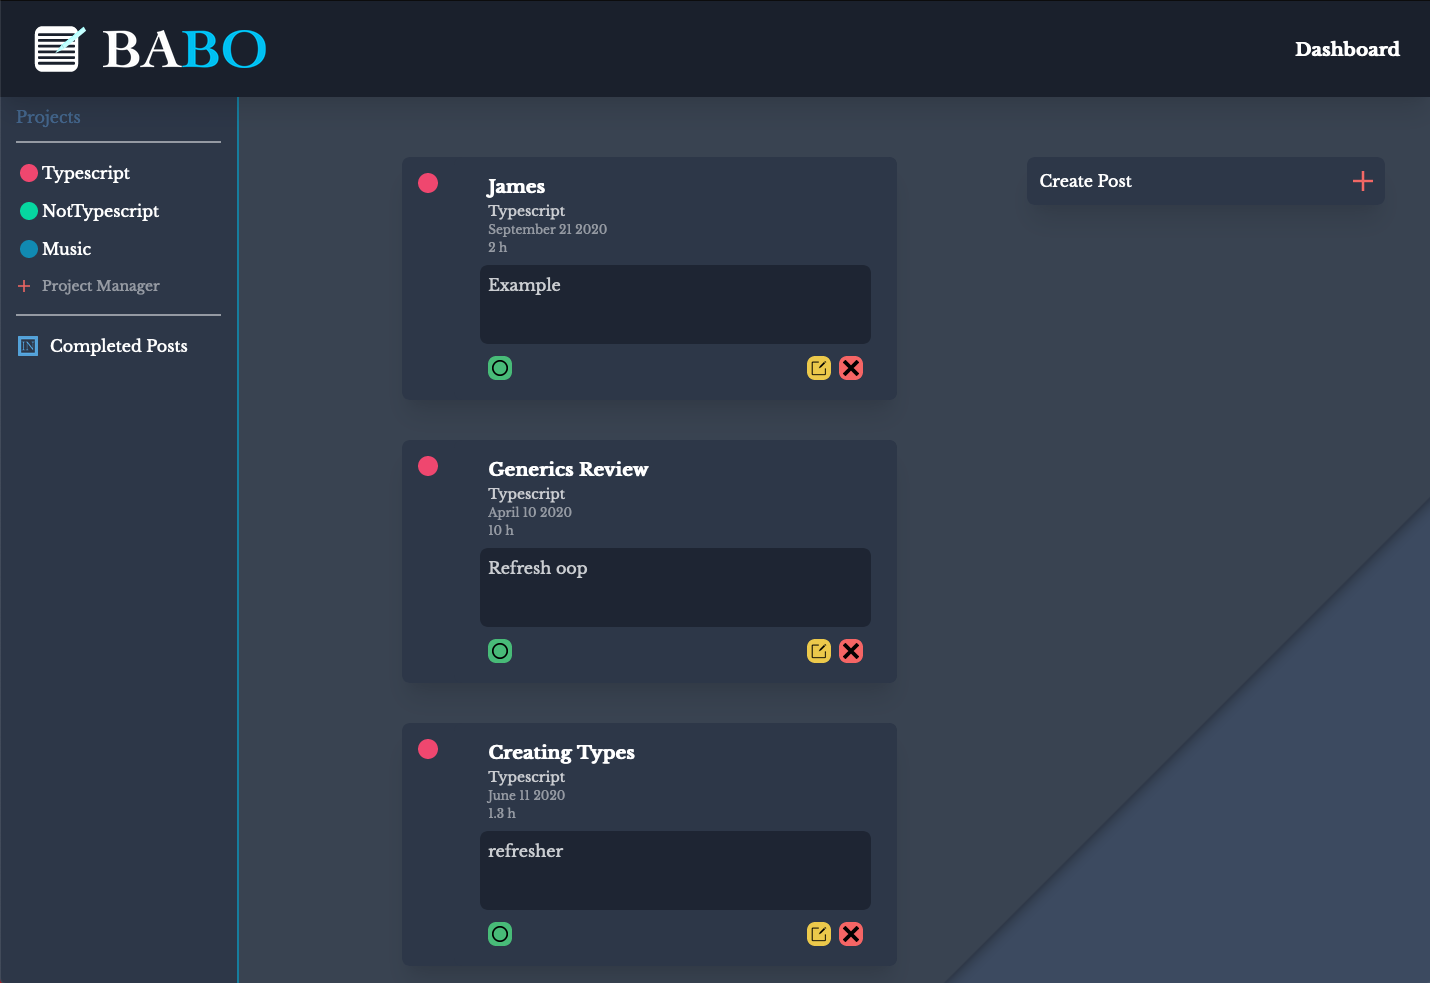 BABO
Dashboard
Projects
Typescript
NotTypescript
Music
Project Manager
IN Completed Posts
James
Typescript
September 21 2020
2 h
Example
Generics Review
Typescript
April 10 2020
10 h
Refresh oop
Creating Types
Typescript
June 11 2020
1.3 h
refresher
Create Post